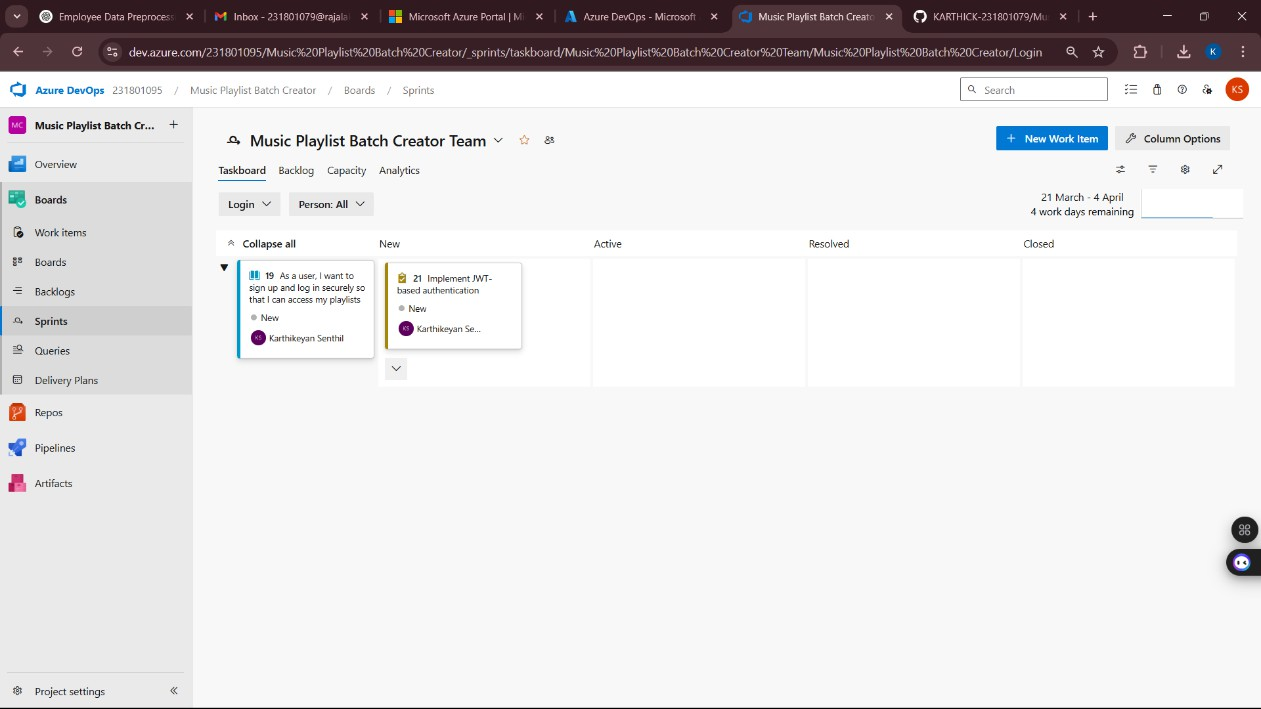 Employee Data Preprocess
Inbox - 231801079@rajala
Microsoft Azure Portal | Mi
Azure DevOps - Microsoft
Music Playlist Batch Creato
KARTHICK-231801079/Mu
dev.azure.com/231801095/Music%20Playlist%20Batch%20Creator/_sprints/taskboard/Music%20Playlist%20Batch%20Creator%20Team/Music%20Playlist%20Batch%20Creator/Login
K
Azure DevOps 231801095 / Music Playlist Batch Creator / Boards / Sprints
Search
KS
MC Music Playlist Batch Cr... +
Overview
Boards
Work items
Boards
Backlogs
Sprints
Queries
Delivery Plans
Repos
Pipelines
Artifacts
Project settings
Music Playlist Batch Creator Team
+ New Work Item
Column Options
Taskboard Backlog Capacity Analytics
Login
Person: All
21 March - 4 April
4 work days remaining
Collapse all New Active Resolved Closed
19 As a user, I want to
sign up and log in securely so
that I can access my playlists
New
KS Karthikeyan Senthil
21 Implement JWT-
based authentication
New
KS Karthikeyan Se...